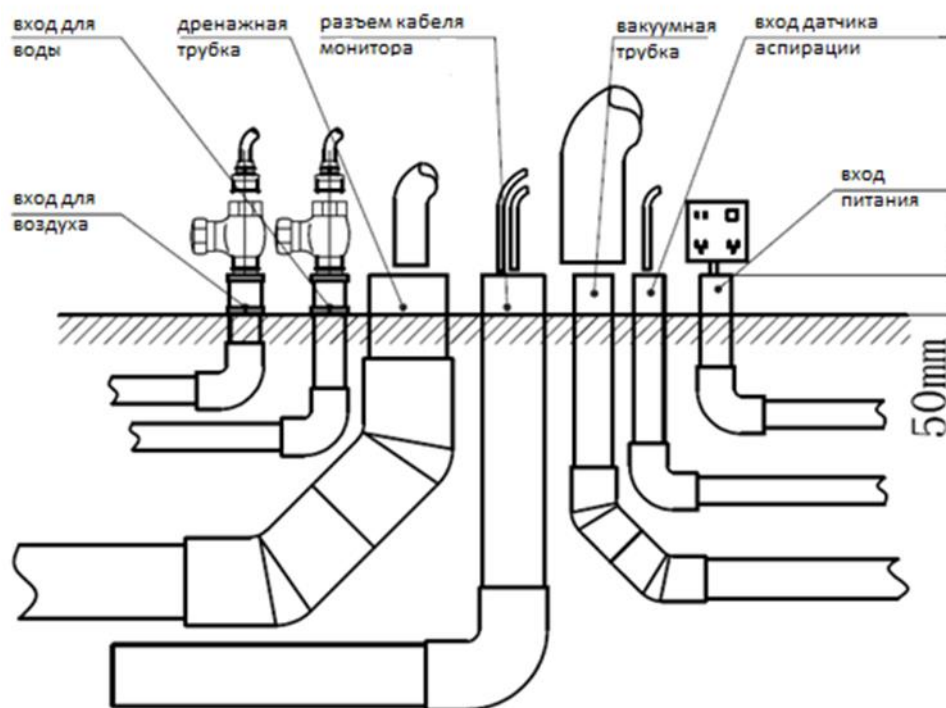 вход для
воды
дренажная
трубка
разъем кабеля
монитора
вакуумная
трубка
вход датчика
аспирации
вход для
воздуха
вход
питания
50mm